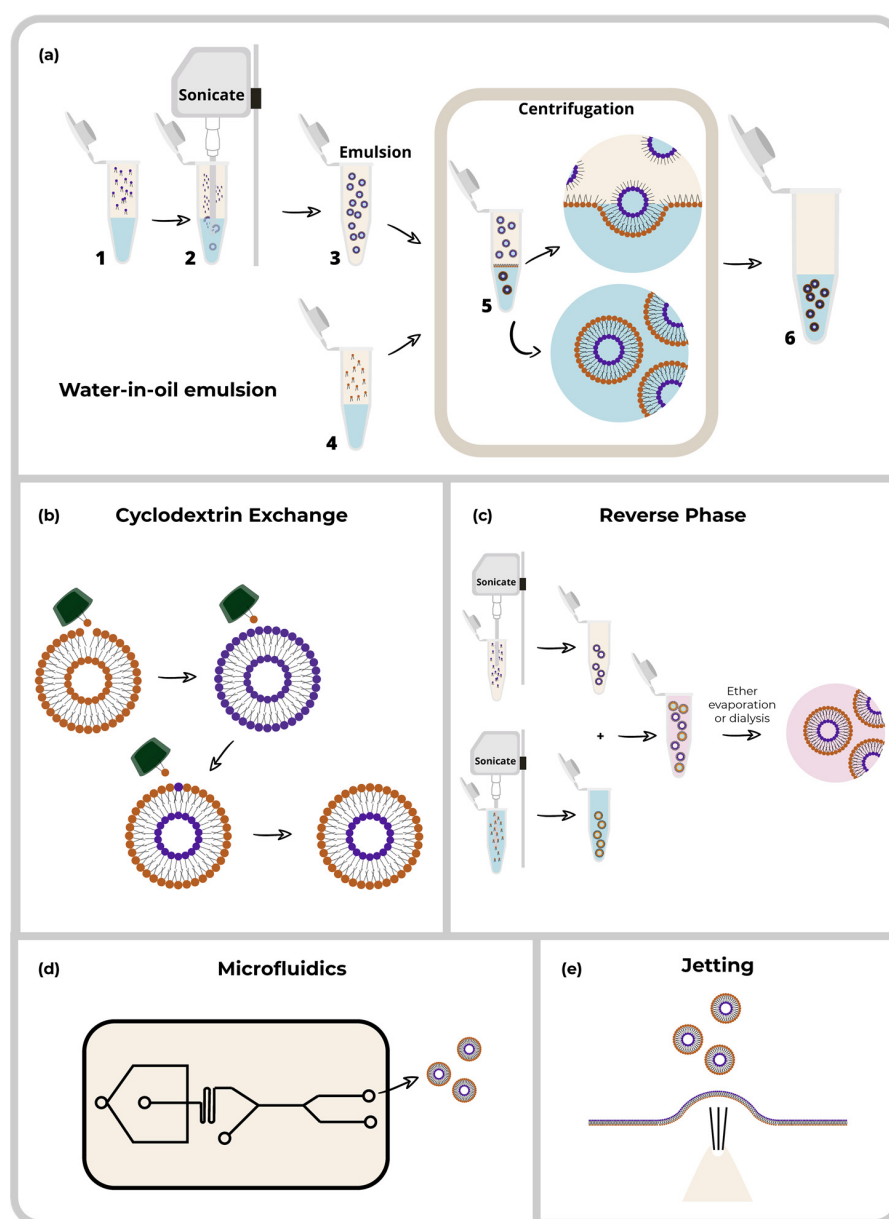 (a)
Sonicate
Centrifugation
Emulsion
1
2
3
5
6
Water-in-oil emulsion
4
(b)
Cyclodextrin Exchange
(c)
Reverse Phase
Sonicate
Ether
evaporation
or dialysis
+
Sonicate
(d)
Microfluidics
(e)
Jetting